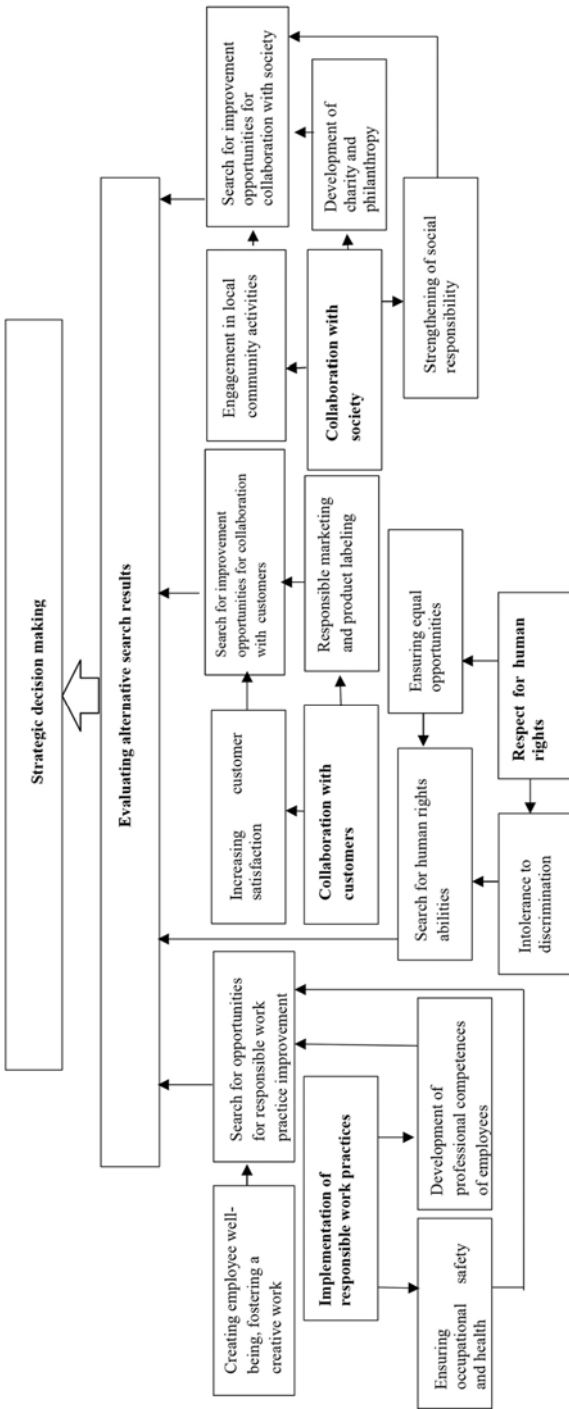 Strategic decision making
Evaluating alternative search results
Creating employee well-
being, fostering a
creative work
Search for opportunities
for responsible work
practice improvement
Increasing customer
satisfaction
Search for improvement
opportunities for collaboration
with customers
Engagement in local
community activities
Search for improvement
opportunities for
collaboration with society
Implementation of
responsible work practices
Collaboration with
customers
Responsible marketing
and product labeling
Collaboration with
society
Development of
charity and
philanthropy
Ensuring
occupational safety
and health
Development of
professional competences
of employees
Search for human rights
abilities
Ensuring equal
opportunities
Strengthening of social
responsibility
Intolerance to
discrimination
Respect for human
rights